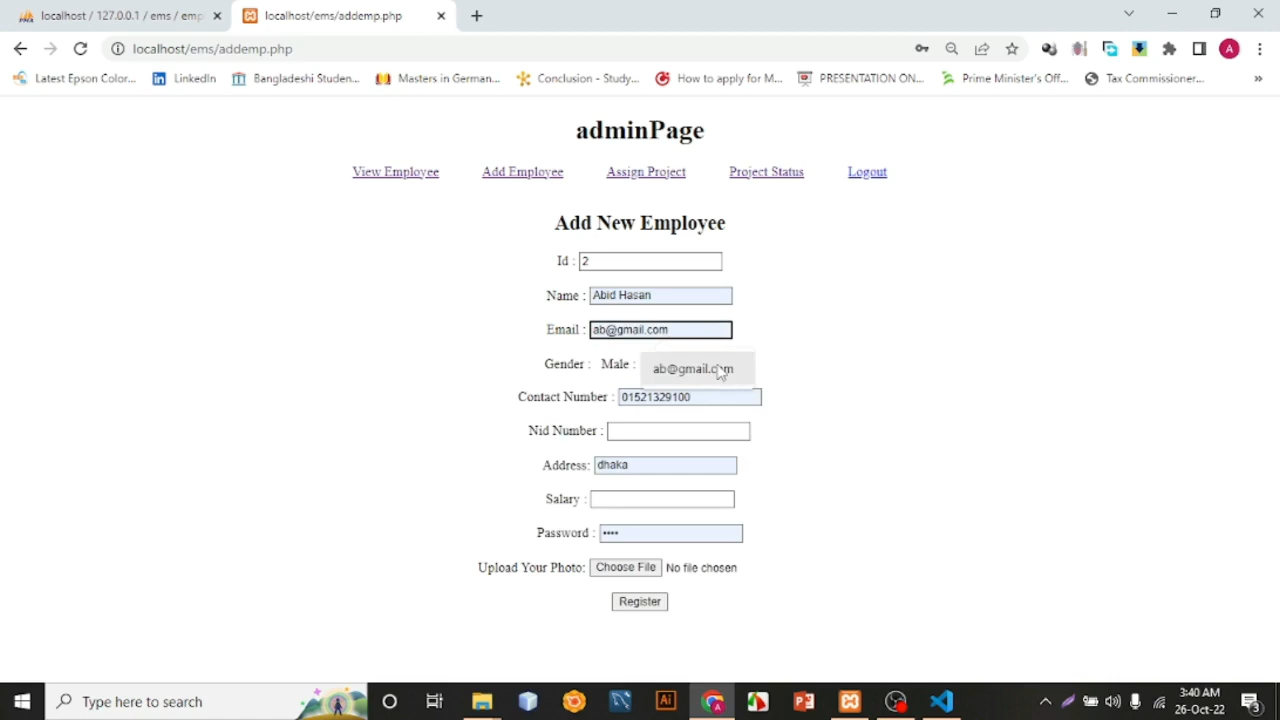 localhost / 127.0.0.1 / ems / emp
localhost/ems/addemp.php
localhost/ems/addemp.php
A
Latest Epson Color...
LinkedIn
Bangladeshi Studen...
Masters in German...
Conclusion - Study...
How to apply for M...
PRESENTATION ON...
Prime Minister's Off...
Tax Commissioner...
»
adminPage
View Employee
Add Employee
Assign Project
Project Status
Logout
Add New Employee
Id : 2
Name : Abid Hasan
Email : ab@gmail.com
Gender : Male :
ab@gmail.com
Contact Number : 01521329100
Nid Number :
Address: dhaka
Salary :
Password : ••••
Upload Your Photo: Choose File No file chosen
Register
Type here to search
Ai
3:40 AM
26-Oct-22
3